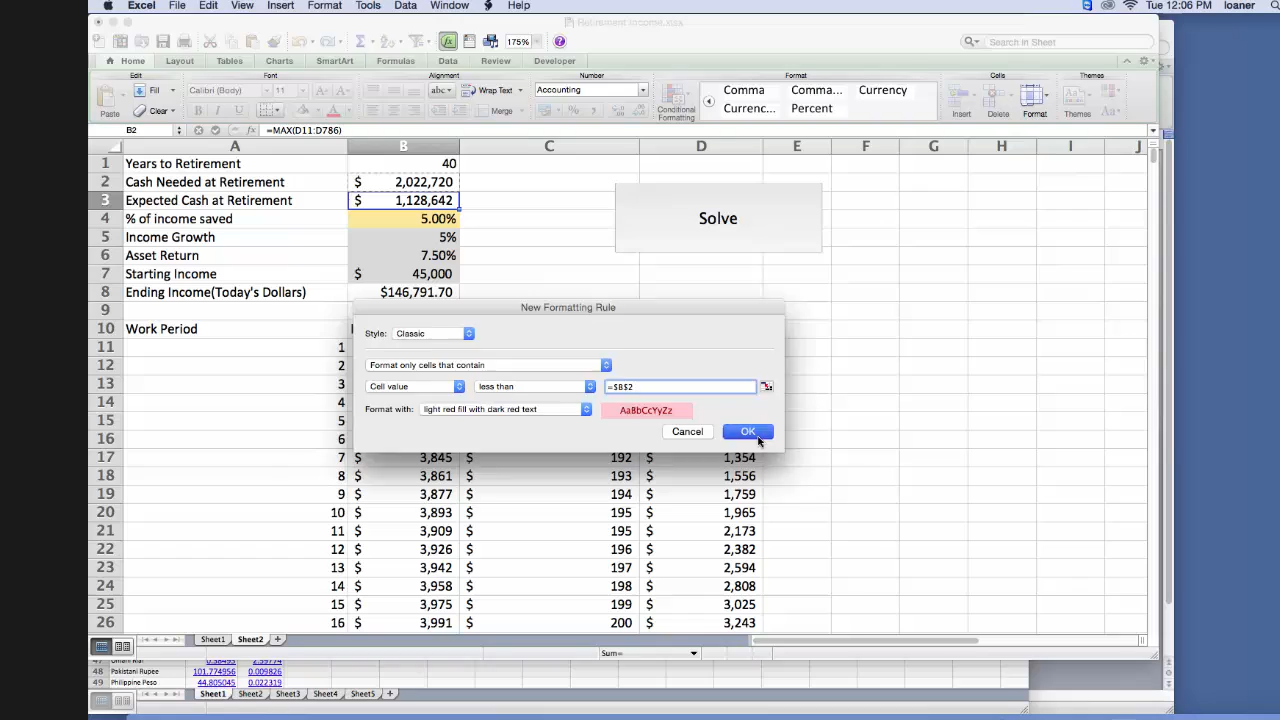 Excel File Edit View Insert Format Tools Data Window Help Tue 12:06 PM loaner
Retirement Income.xlsx
175% Search in Sheet
Home Layout Tables Charts SmartArt Formulas Data Review Developer
Edit Font Alignment Number Format Cells Themes
Fill Calibri (Body) 11 abc Wrap Text Accounting Comma Comma... Currency
Paste Clear B I U Merge % Conditional Formatting Currenc... Percent Insert Delete Format Themes Aa
B2 fx =MAX(D11:D786)
A B C D E F G H I J
1 Years to Retirement 40
2 Cash Needed at Retirement $ 2,022,720
3 Expected Cash at Retirement $ 1,128,642
4 % of income saved 5.00%
Solve
5 Income Growth 5%
6 Asset Return 7.50%
7 Starting Income $ 45,000
8 Ending Income(Today's Dollars) $146,791.70
9
New Formatting Rule
10 Work Period
Style: Classic
11 1
12 2
Format only cells that contain
13 3
Cell value less than =$B$2
14 4
Format with: light red fill with dark red text AaBbCcYyZz
15 5
Cancel OK
16 6
17 7 $ 3,845 $ 192 $ 1,354
18 8 $ 3,861 $ 193 $ 1,556
19 9 $ 3,877 $ 194 $ 1,759
20 10 $ 3,893 $ 195 $ 1,965
21 11 $ 3,909 $ 195 $ 2,173
22 12 $ 3,926 $ 196 $ 2,382
23 13 $ 3,942 $ 197 $ 2,594
24 14 $ 3,958 $ 198 $ 2,808
25 15 $ 3,975 $ 199 $ 3,025
26 16 $ 3,991 $ 200 $ 3,243
Sheet1 Sheet2 +
Sum=
47 Omani Rial 0.38493 2.59774
48 Pakistani Rupee 101.774956 0.009826
49 Philippine Peso 44.805045 0.022319
Sheet1 Sheet2 Sheet3 Sheet4 Sheet5 +